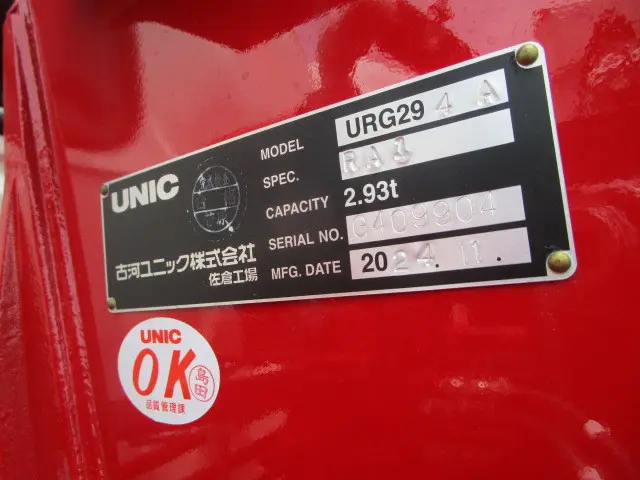 UNIC
古河ユニック株式会社
佐倉工場
MODEL URG29 4 A
SPEC. RA1
CAPACITY 2.93t
SERIAL NO. G409904
MFG. DATE 2024.11.
UNIC
OK
島田
品質管理課